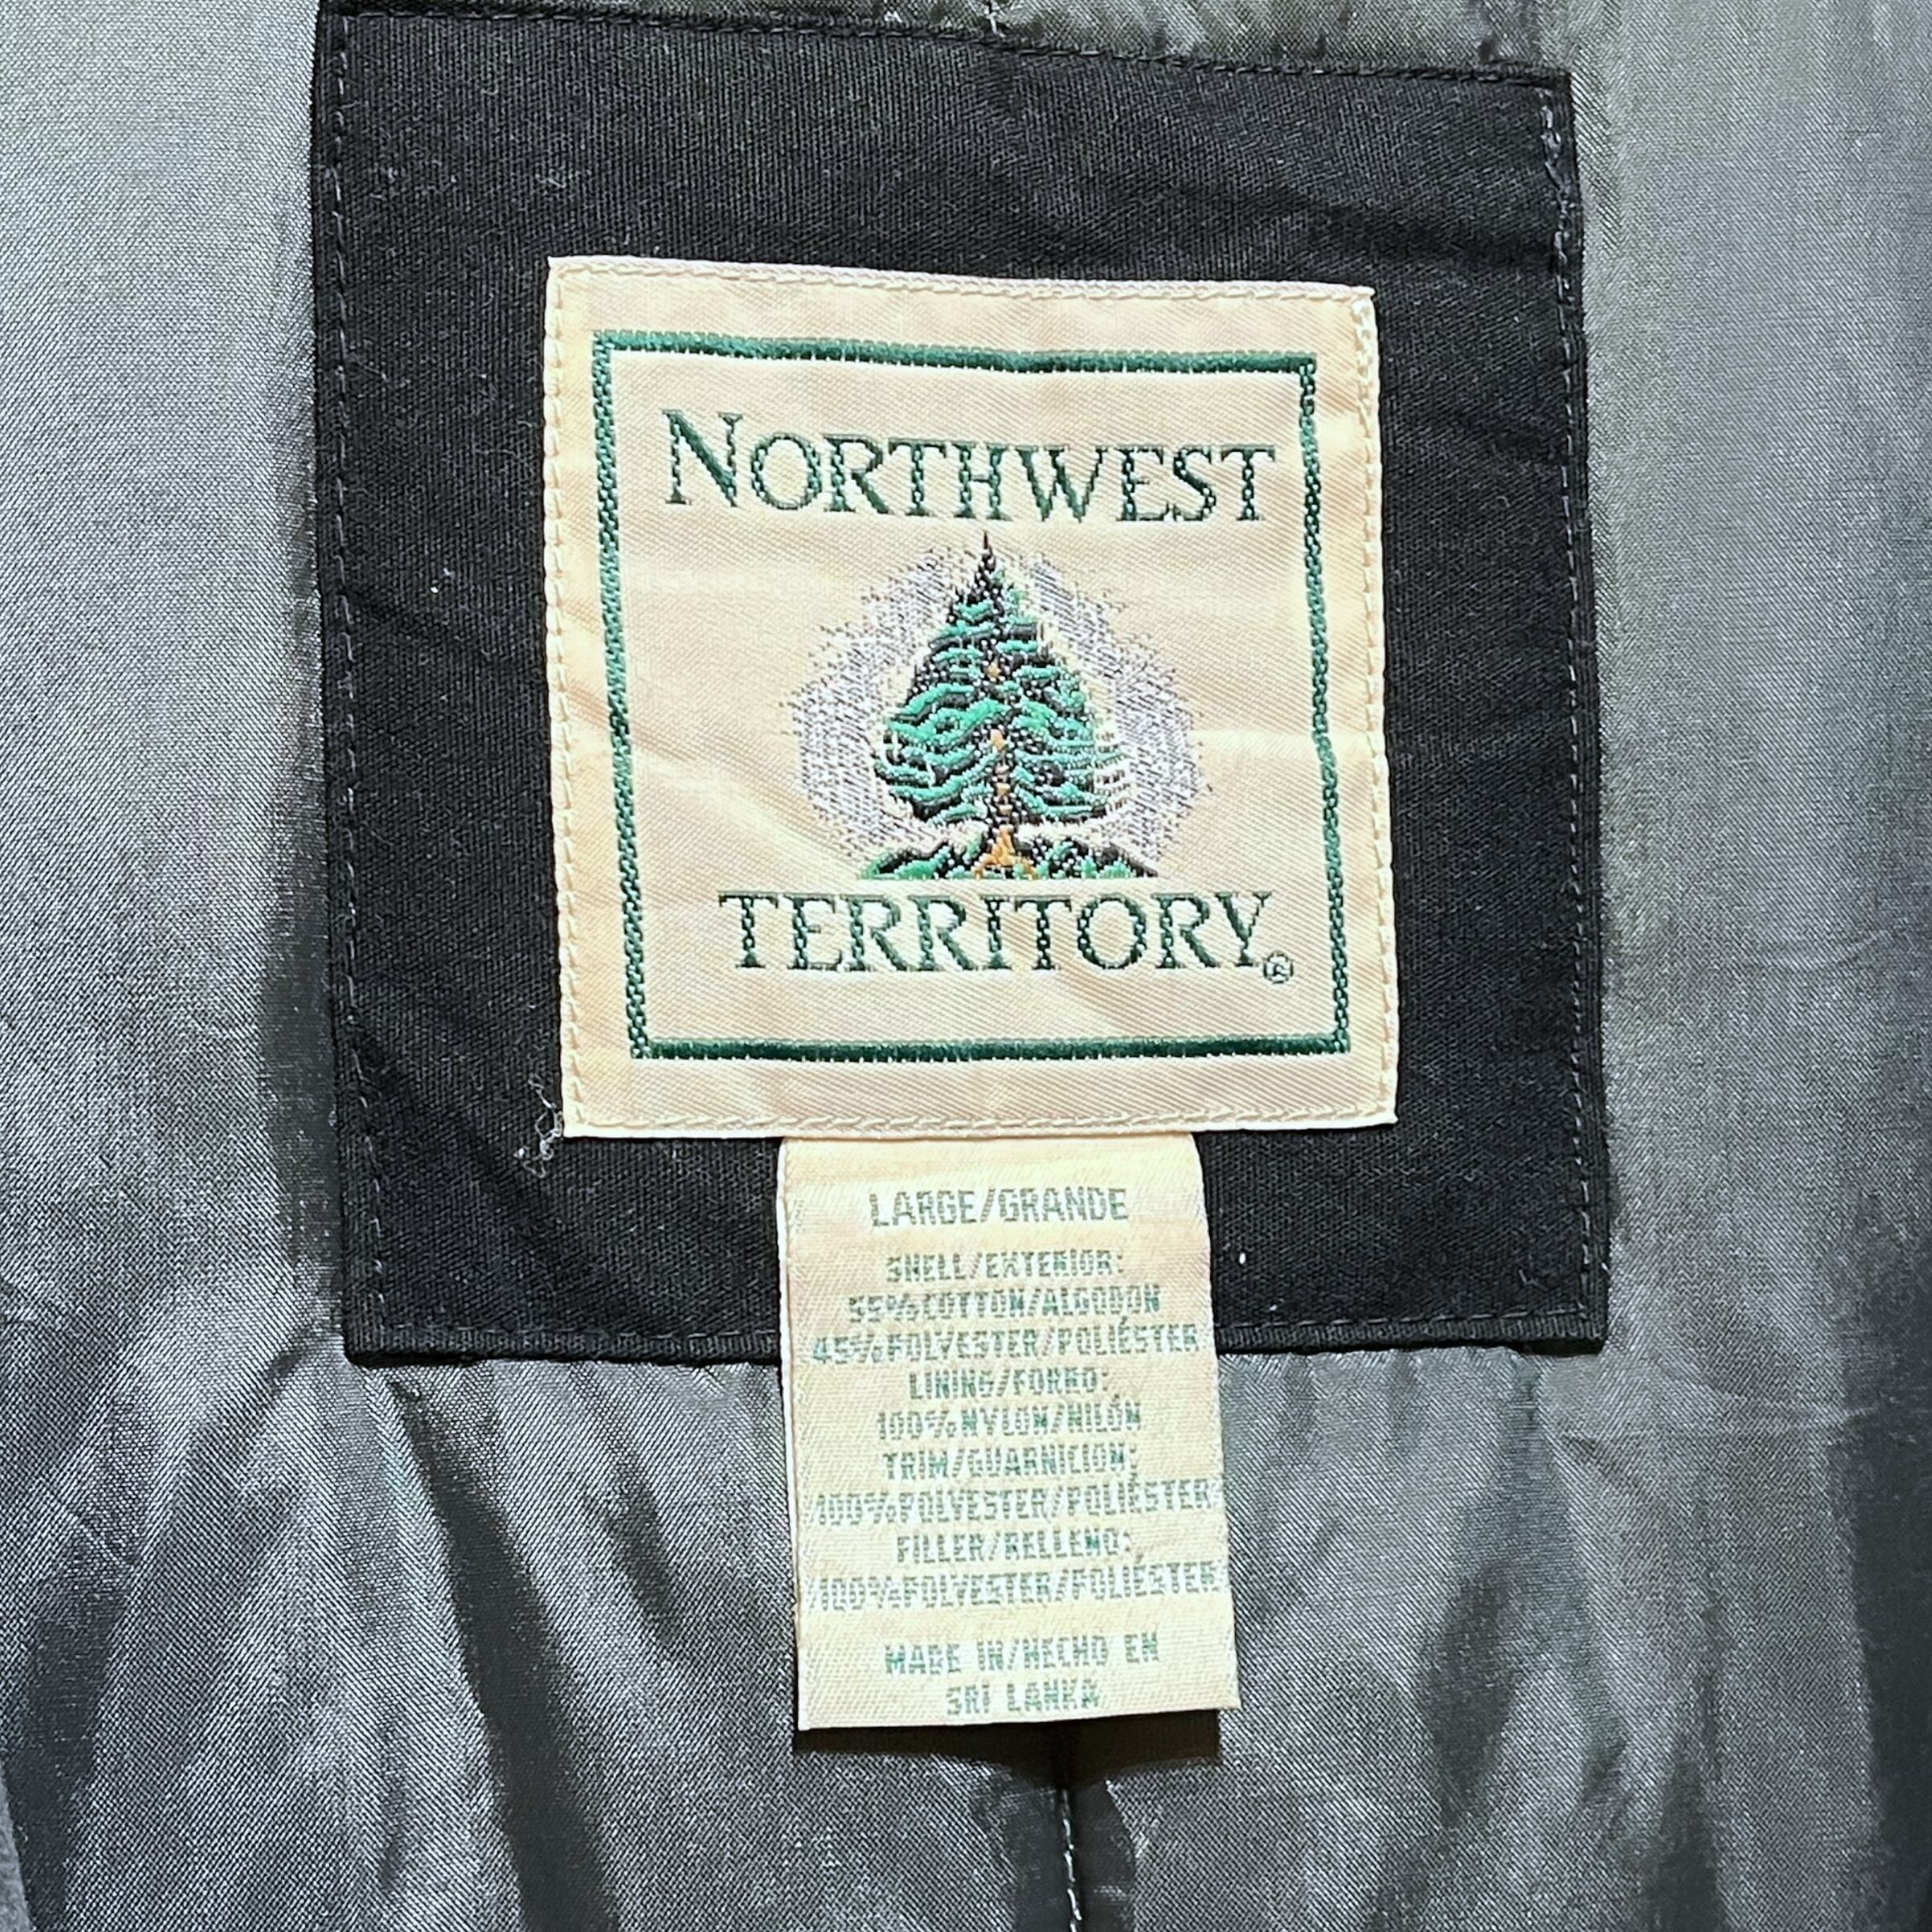 NORTHWEST
TERRITORY®
LARGE/GRANDE
SHELL/EXTERIOR:
55% COTTON/ALGODON
45% POLYESTER/POLIÉSTER
LINING/FORRO:
100% NYLON/NILÓN
TRIM/GUARNICION:
100% POLYESTER/POLIÉSTER
FILLER/RELLENO:
100% POLYESTER/POLIÉSTER
MADE IN/HECHO EN
SRI LANKA